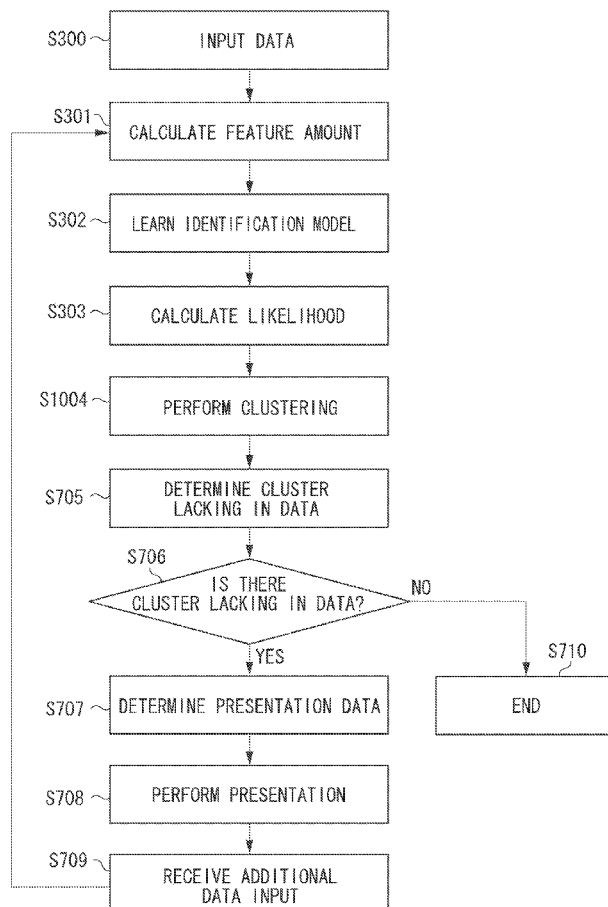 S300
INPUT DATA
S301
CALCULATE FEATURE AMOUNT
S302
LEARN IDENTIFICATION MODEL
S303
CALCULATE LIKELIHOOD
S1004
PERFORM CLUSTERING
S705
DETERMINE CLUSTER
LACKING IN DATA
S706
IS THERE
CLUSTER LACKING IN DATA?
NO
YES
S710
END
S707
DETERMINE PRESENTATION DATA
S708
PERFORM PRESENTATION
S709
RECEIVE ADDITIONAL
DATA INPUT